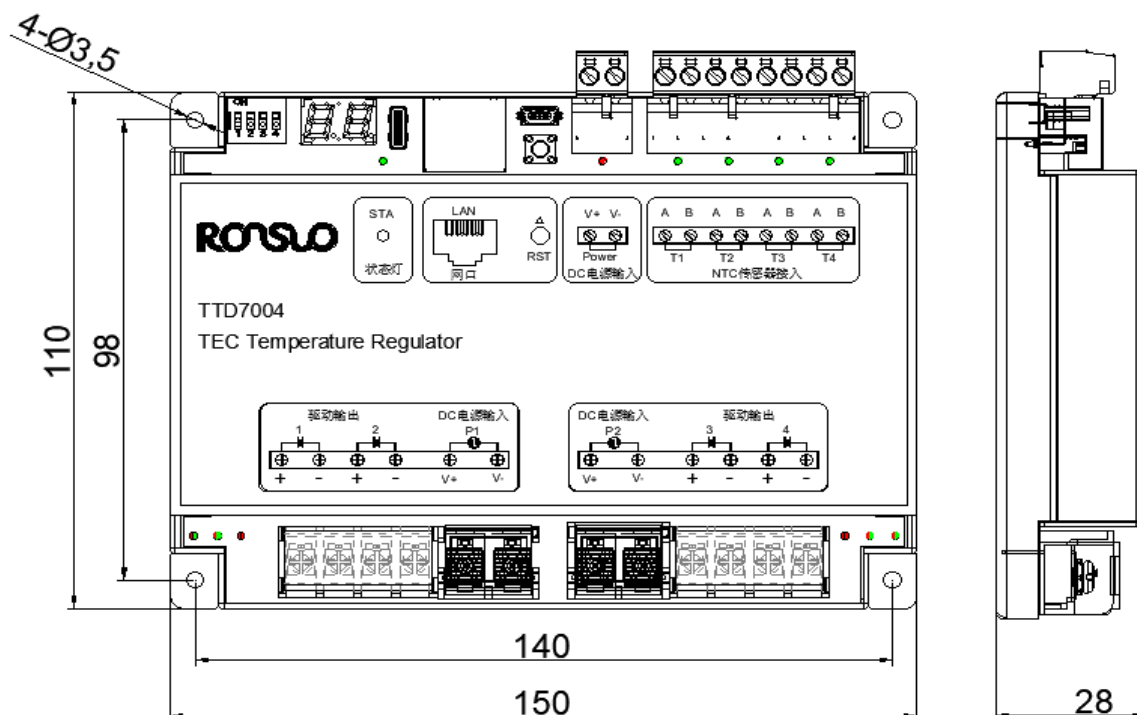 4-Ø3,5
1 2 3 4
88
RONSLO
STA
状态灯
LAN
网口
RST
V+ V-
Power
DC电源输入
A B A B A B A B
T1 T2 T3 T4
NTC传感器接入
TTD7004
TEC Temperature Regulator
110
98
驱动输出
DC电源输入
1 2 P1
+ - + - V+ V-
DC电源输入
驱动输出
P2 3 4
V+ V- + - + -
140
150
28